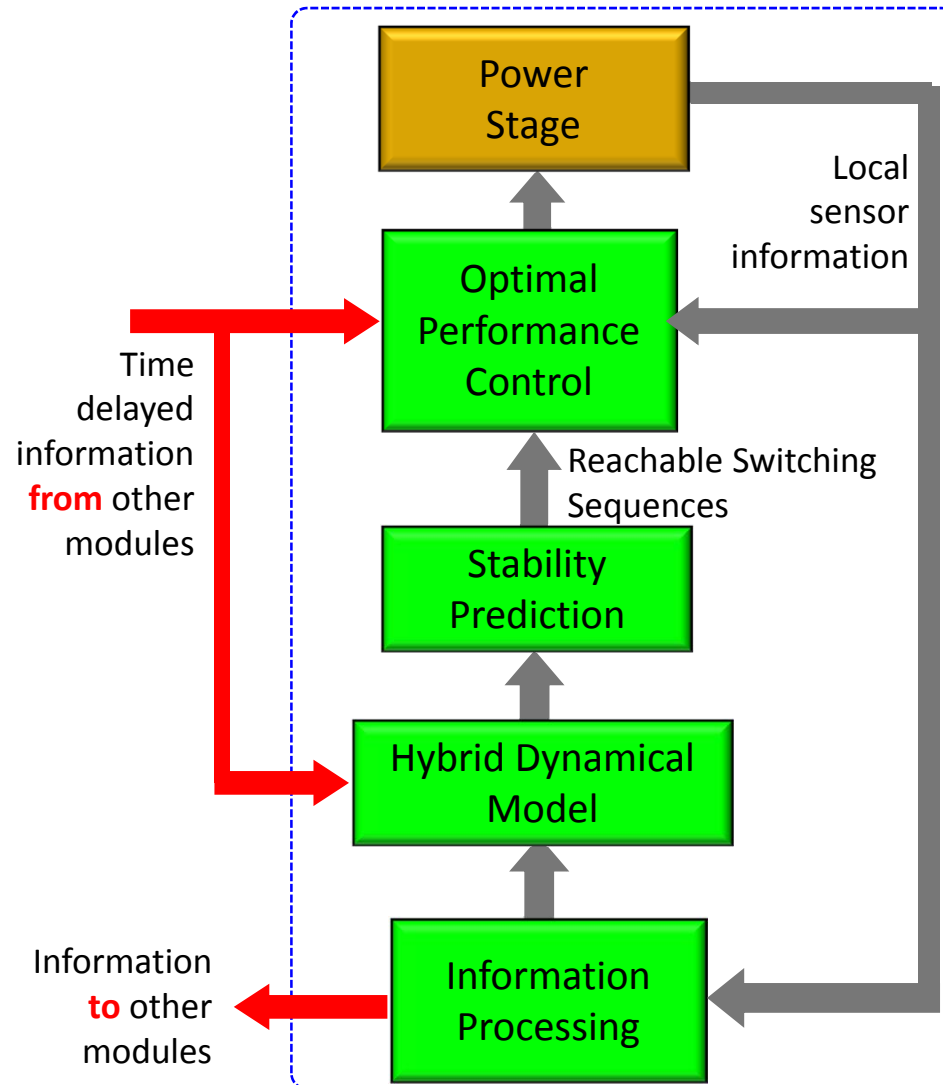 Power
Stage
Local
sensor
information
Optimal
Performance
Control
Time
delayed
information
from other
modules
Reachable Switching
Sequences
Stability
Prediction
Hybrid Dynamical
Model
Information
to other
modules
Information
Processing